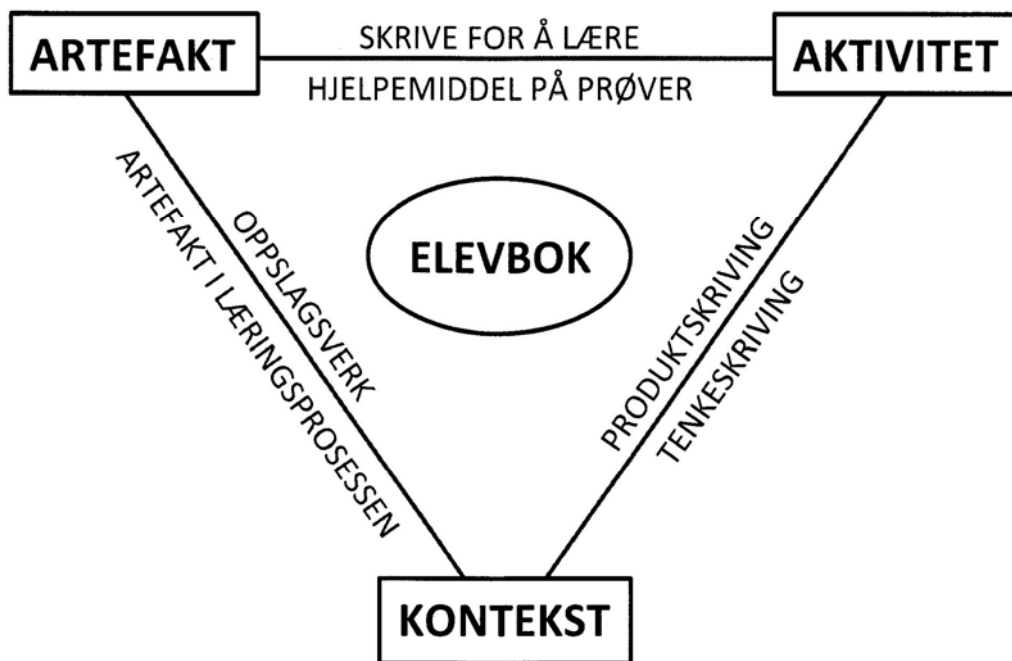 ARTEFAKT
SKRIVE FOR Å LÆRE
HJELPEMIDDEL PÅ PRØVER
AKTIVITET
ARTEFAKT I LÆRINGSPROSESSEN
OPPSLAGSVERK
ELEVBOK
PRODUKTSKRIVING
TENKESKRIVING
KONTEKST